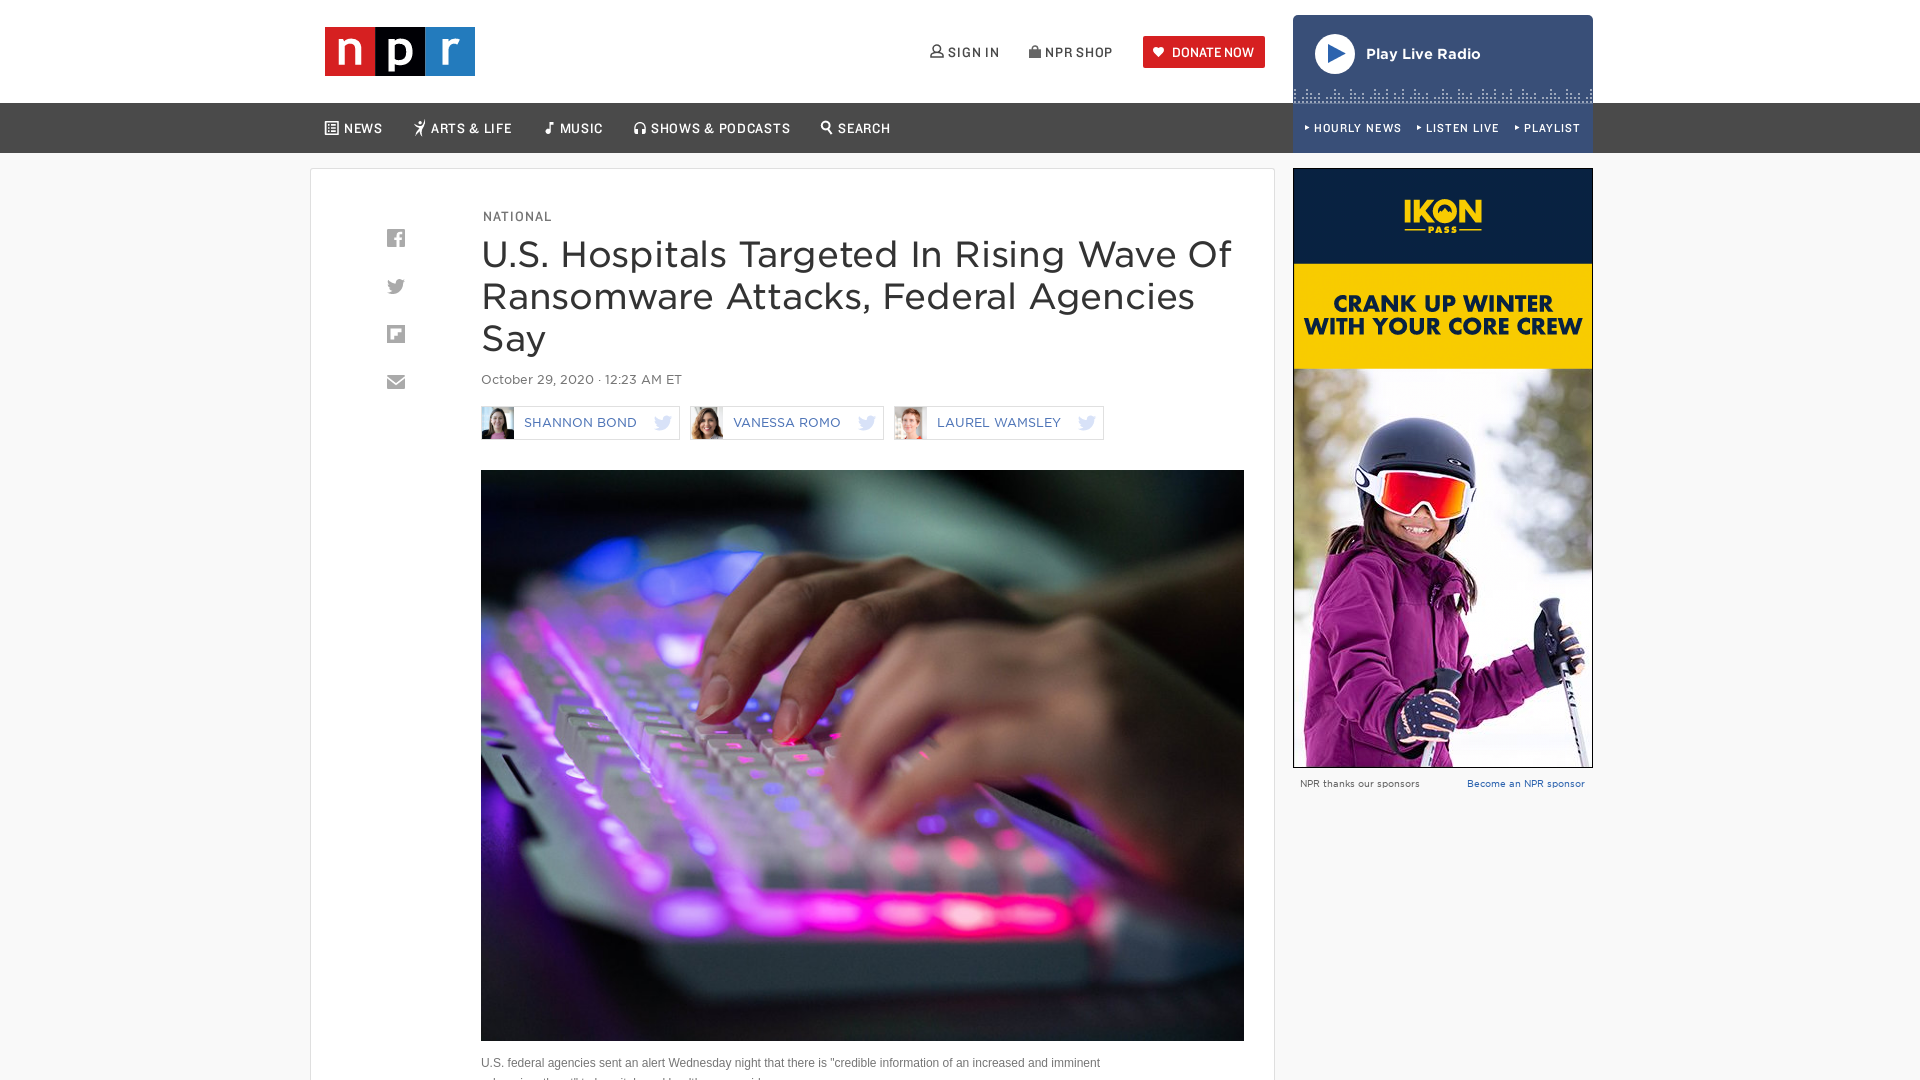 npr
SIGN IN
NPR SHOP
DONATE NOW
Play Live Radio
NEWS
ARTS & LIFE
MUSIC
SHOWS & PODCASTS
SEARCH
HOURLY NEWS
LISTEN LIVE
PLAYLIST
NATIONAL
U.S. Hospitals Targeted In Rising Wave Of
Ransomware Attacks, Federal Agencies
Say
October 29, 2020 · 12:23 AM ET
SHANNON BOND
VANESSA ROMO
LAUREL WAMSLEY
U.S. federal agencies sent an alert Wednesday night that there is "credible information of an increased and imminent
IKON
PASS
CRANK UP WINTER
WITH YOUR CORE CREW
NPR thanks our sponsors
Become an NPR sponsor